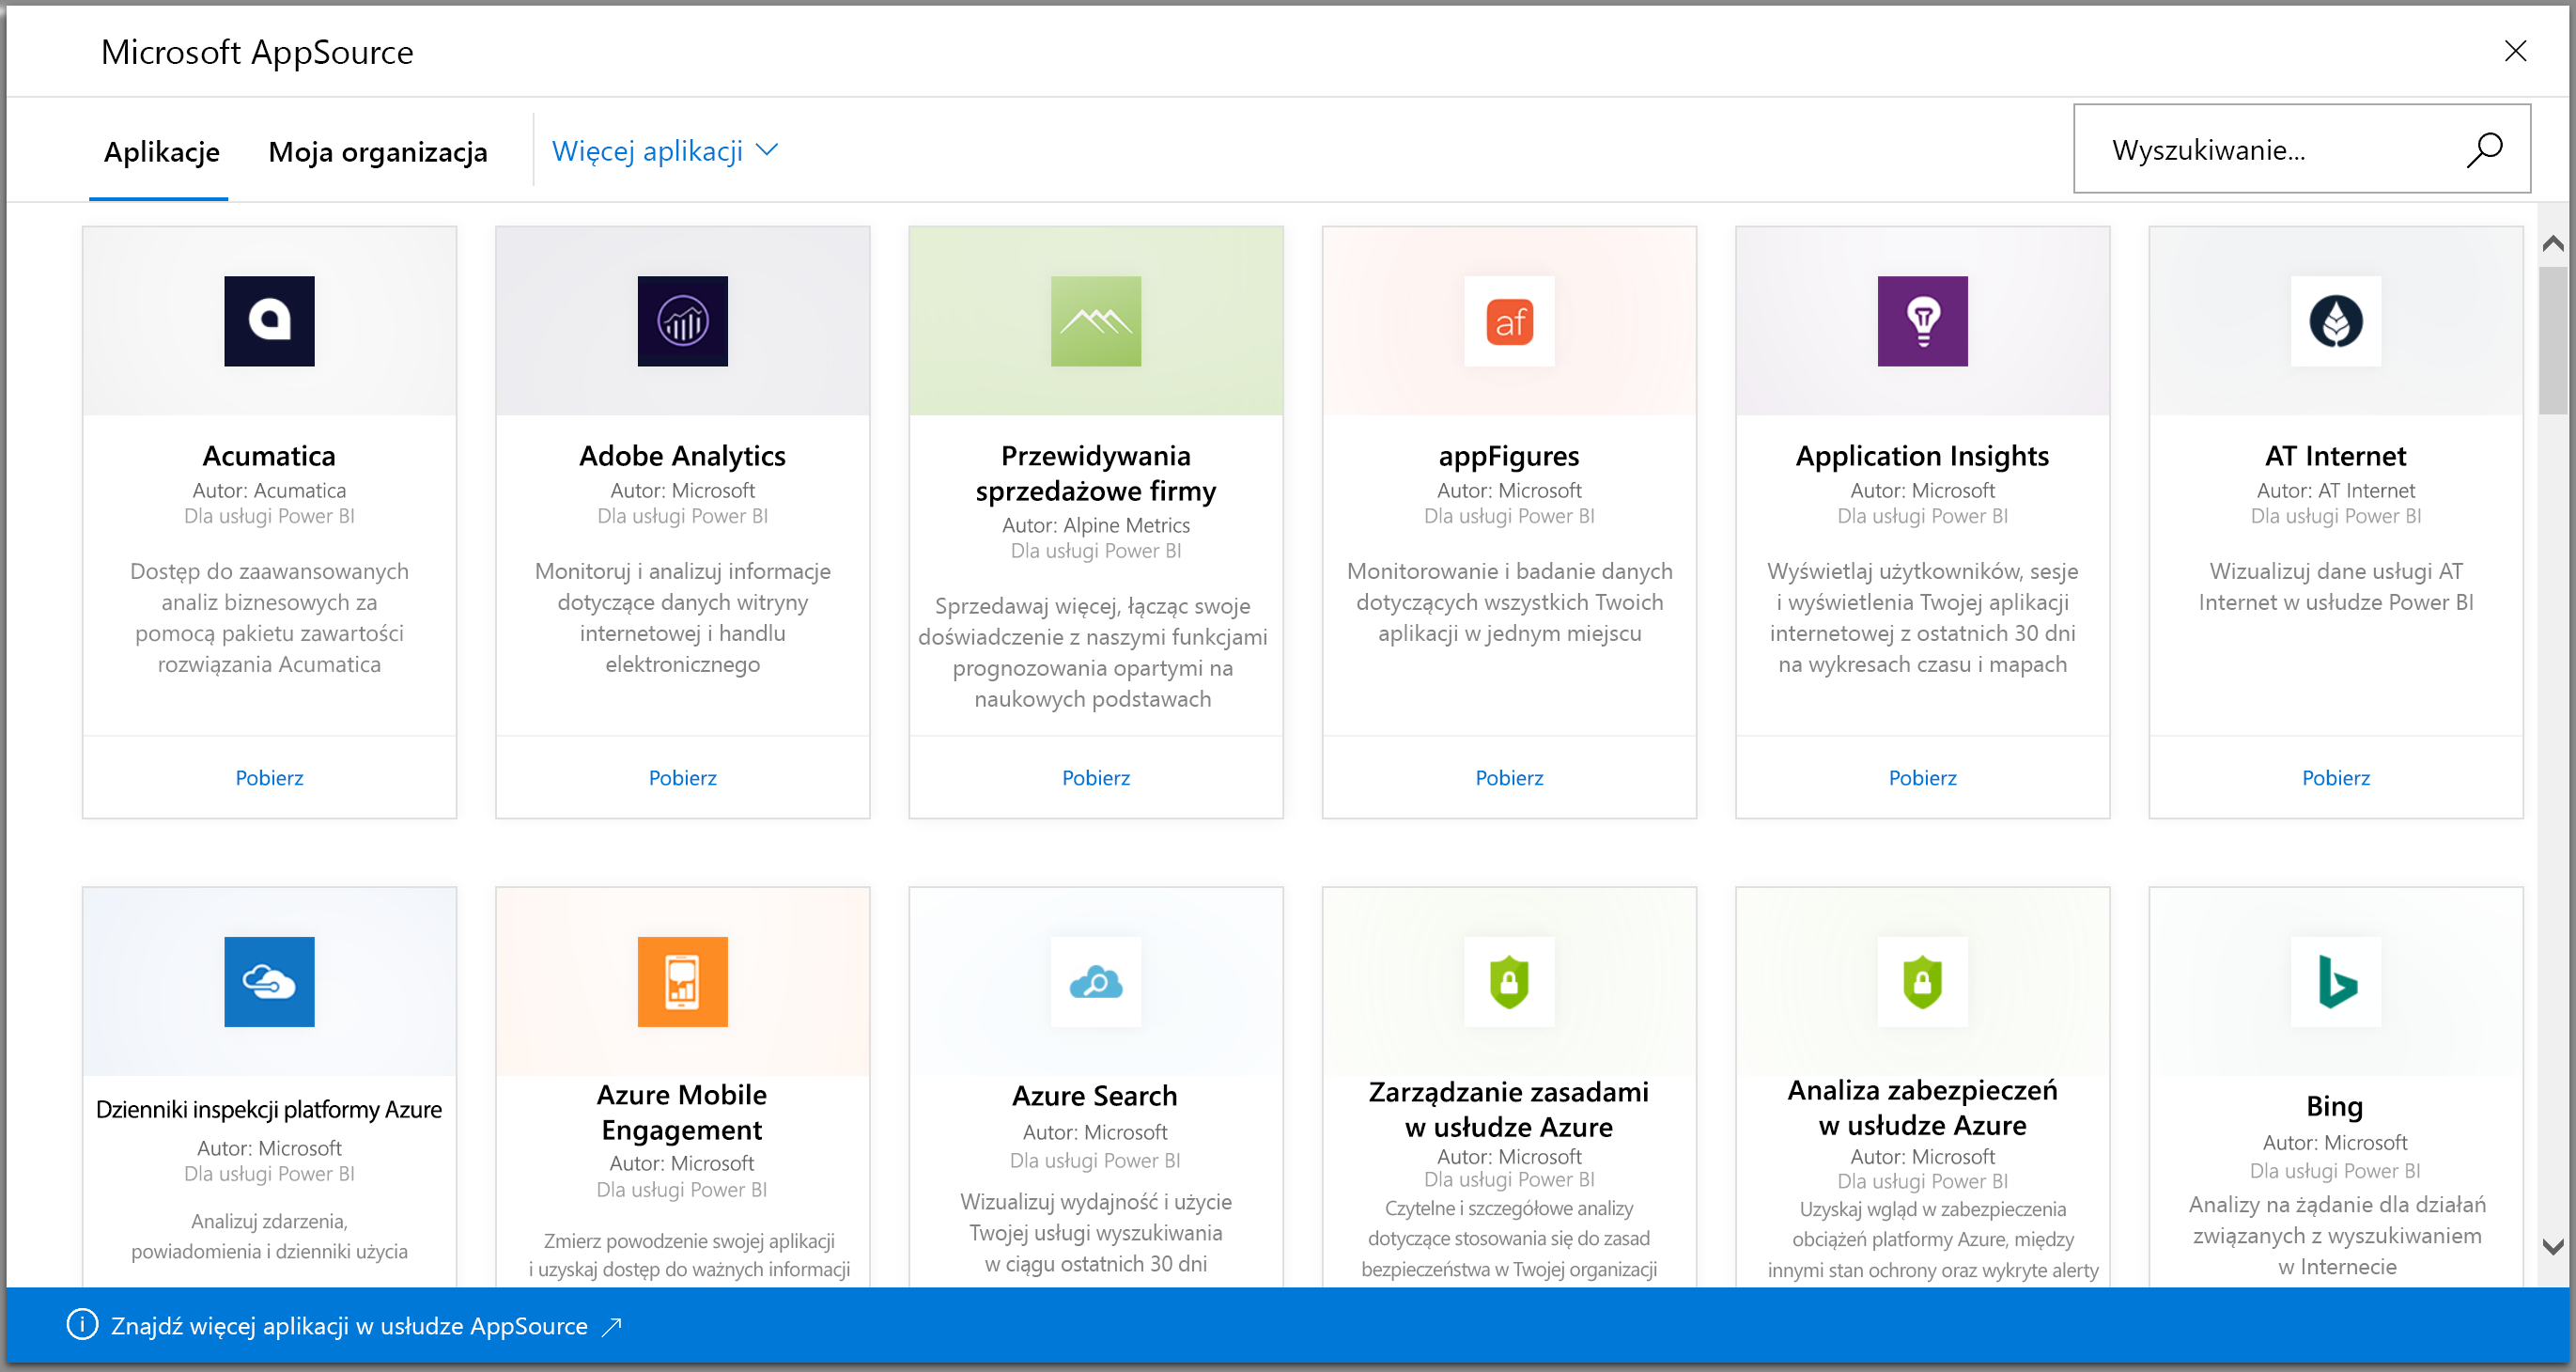 Microsoft AppSource
Aplikacje
Moja organizacja
Więcej aplikacji
Wyszukiwanie...
Acumatica
Autor: Acumatica
Dla usługi Power BI
Dostęp do zaawansowanych
analiz biznesowych za
pomocą pakietu zawartości
rozwiązania Acumatica
Pobierz
Adobe Analytics
Autor: Microsoft
Dla usługi Power BI
Monitoruj i analizuj informacje
dotyczące danych witryny
internetowej i handlu
elektronicznego
Pobierz
Przewidywania
sprzedażowe firmy
Autor: Alpine Metrics
Dla usługi Power BI
Sprzedawaj więcej, łącząc swoje
doświadczenie z naszymi funkcjami
prognozowania opartymi na
naukowych podstawach
Pobierz
af
appFigures
Autor: Microsoft
Dla usługi Power BI
Monitorowanie i badanie danych
dotyczących wszystkich Twoich
aplikacji w jednym miejscu
Pobierz
Application Insights
Autor: Microsoft
Dla usługi Power BI
Wyświetlaj użytkowników, sesje
i wyświetlenia Twojej aplikacji
internetowej z ostatnich 30 dni
na wykresach czasu i mapach
Pobierz
AT Internet
Autor: AT Internet
Dla usługi Power BI
Wizualizuj dane usługi AT
Internet w usłudze Power BI
Pobierz
Dzienniki inspekcji platformy Azure
Autor: Microsoft
Dla usługi Power BI
Analizuj zdarzenia,
powiadomienia i dzienniki użycia
Azure Mobile
Engagement
Autor: Microsoft
Dla usługi Power BI
Zmierz powodzenie swojej aplikacji
i uzyskaj dostęp do ważnych informacji
Azure Search
Autor: Microsoft
Dla usługi Power BI
Wizualizuj wydajność i użycie
Twojej usługi wyszukiwania
w ciągu ostatnich 30 dni
Zarządzanie zasadami
w usłudze Azure
Autor: Microsoft
Dla usługi Power BI
Czytelne i szczegółowe analizy
dotyczące stosowania się do zasad
bezpieczeństwa w Twojej organizacji
Analiza zabezpieczeń
w usłudze Azure
Autor: Microsoft
Dla usługi Power BI
Uzyskaj wgląd w zabezpieczenia
obciążeń platformy Azure, między
innymi stan ochrony oraz wykryte alerty
Bing
Autor: Microsoft
Dla usługi Power BI
Analizy na żądanie dla działań
związanych z wyszukiwaniem
w Internecie
Znajdź więcej aplikacji w usłudze AppSource